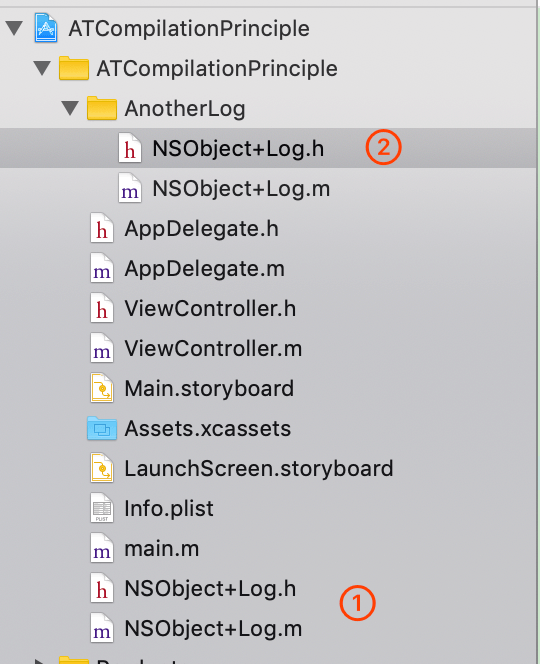 ATCompilationPrinciple
ATCompilationPrinciple
AnotherLog
h NSObject+Log.h ②
m NSObject+Log.m
h AppDelegate.h
m AppDelegate.m
h ViewController.h
m ViewController.m
Main.storyboard
Assets.xcassets
LaunchScreen.storyboard
PLIST Info.plist
m main.m
h NSObject+Log.h ①
m NSObject+Log.m